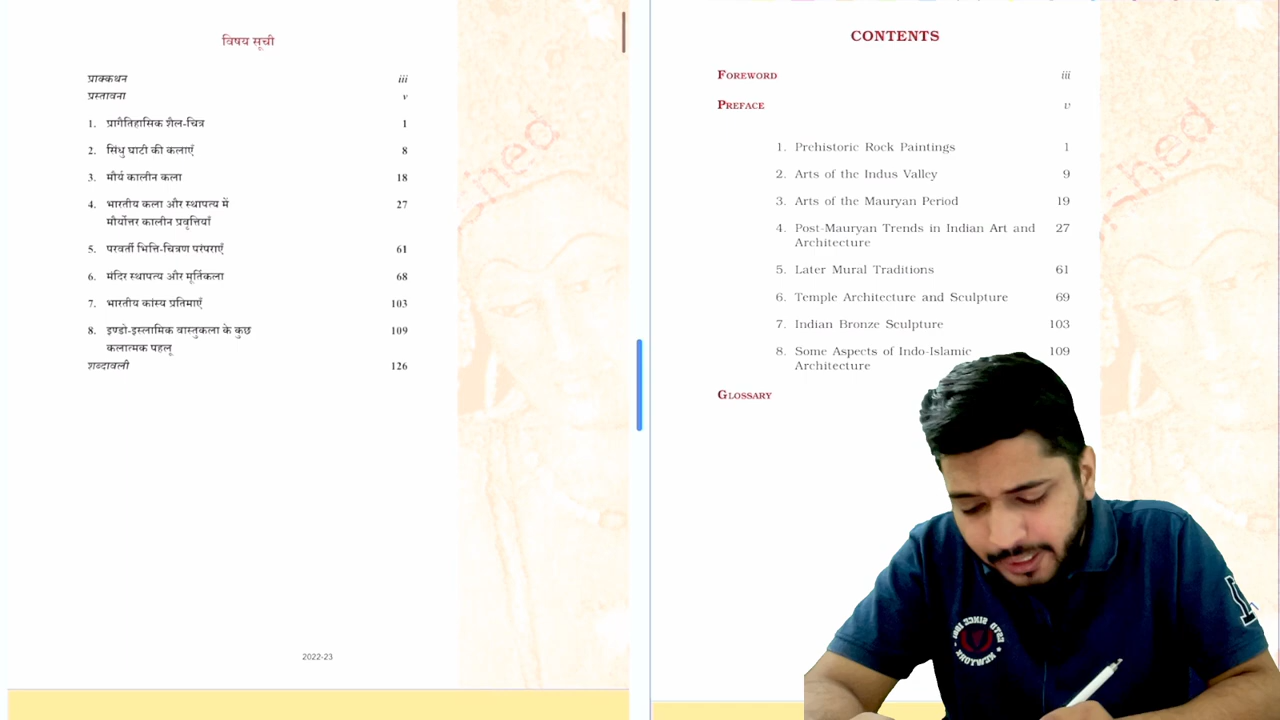 विषय सूची
प्राक्कथन iii
प्रस्तावना v
1. प्रागैतिहासिक शैल-चित्र 1
2. सिंधु घाटी की कलाएँ 8
3. मौर्य कालीन कला 18
4. भारतीय कला और स्थापत्य में 27
मौर्योत्तर कालीन प्रवृत्तियाँ
5. परवर्ती भित्ति-चित्रण परंपराएँ 61
6. मंदिर स्थापत्य और मूर्तिकला 68
7. भारतीय कांस्य प्रतिमाएँ 103
8. इण्डो-इस्लामिक वास्तुकला के कुछ 109
कलात्मक पहलू
शब्दावली 126
2022-23
CONTENTS
FOREWORD iii
PREFACE v
1. Prehistoric Rock Paintings 1
2. Arts of the Indus Valley 9
3. Arts of the Mauryan Period 19
4. Post-Mauryan Trends in Indian Art and 27
Architecture
5. Later Mural Traditions 61
6. Temple Architecture and Sculpture 69
7. Indian Bronze Sculpture 103
8. Some Aspects of Indo-Islamic 109
Architecture
GLOSSARY
ESTD SINCE
NEWYORK